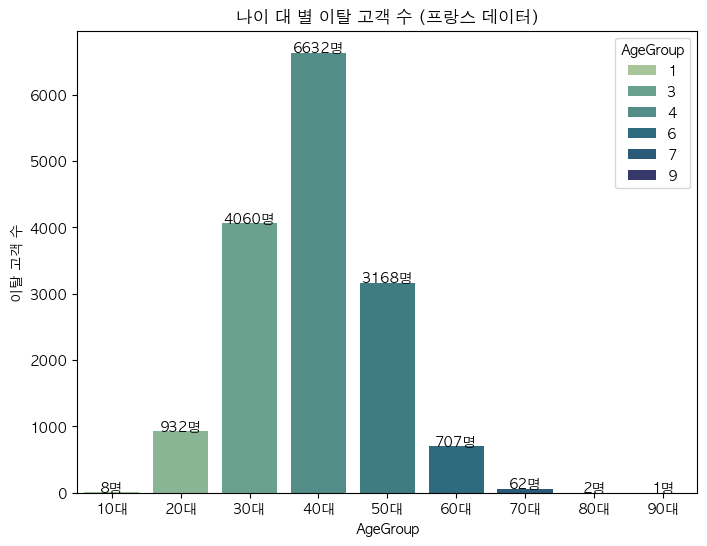 나이 대 별 이탈 고객 수 (프랑스 데이터)
이탈 고객 수
6000
5000
4000
3000
2000
1000
0
8명
932명
4060명
6632명
3168명
707명
62명
2명
1명
10대
20대
30대
40대
50대
60대
70대
80대
90대
AgeGroup
AgeGroup
1
3
4
6
7
9